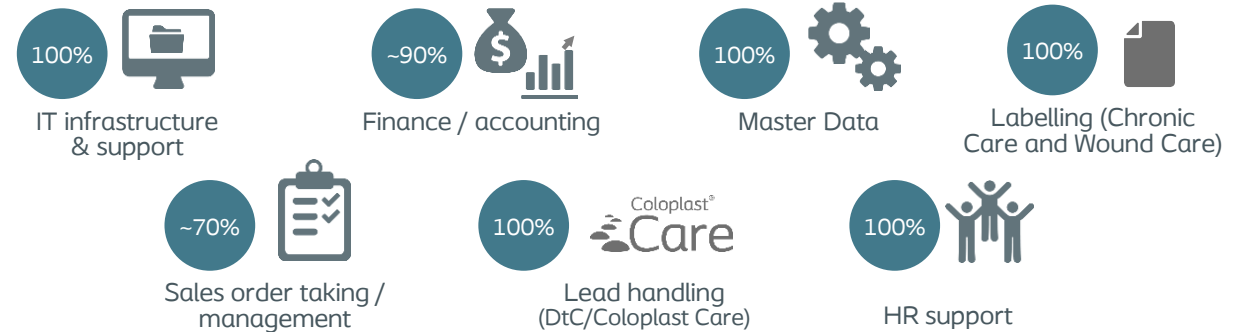 100%
IT infrastructure
& support
~90%
$
Finance / accounting
100%
Master Data
100%
Labelling (Chronic
Care and Wound Care)
~70%
Sales order taking /
management
100%
Coloplast®
Care
Lead handling
(DtC/Coloplast Care)
100%
HR support